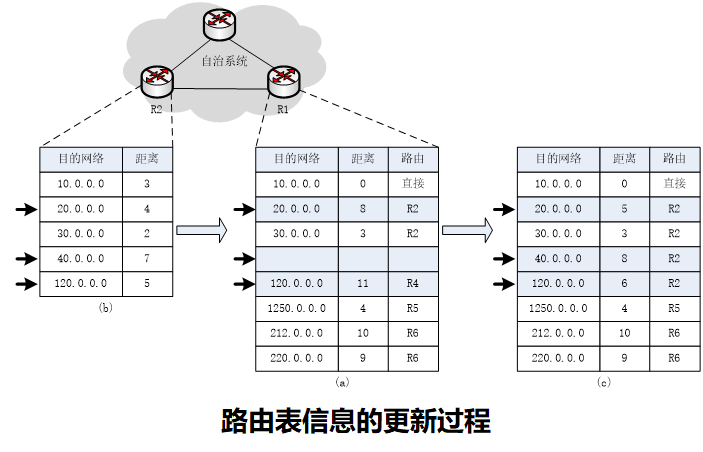 自治系统
R2
R1
目的网络 距离
10.0.0.0 3
20.0.0.0 4
30.0.0.0 2
40.0.0.0 7
120.0.0.0 5
(b)
目的网络 距离 路由
10.0.0.0 0 直接
20.0.0.0 8 R2
30.0.0.0 3 R2
120.0.0.0 11 R4
1250.0.0.0 4 R5
212.0.0.0 10 R6
220.0.0.0 9 R6
(a)
目的网络 距离 路由
10.0.0.0 0 直接
20.0.0.0 5 R2
30.0.0.0 3 R2
40.0.0.0 8 R2
120.0.0.0 6 R2
1250.0.0.0 4 R5
212.0.0.0 10 R6
220.0.0.0 9 R6
(c)
路由表信息的更新过程